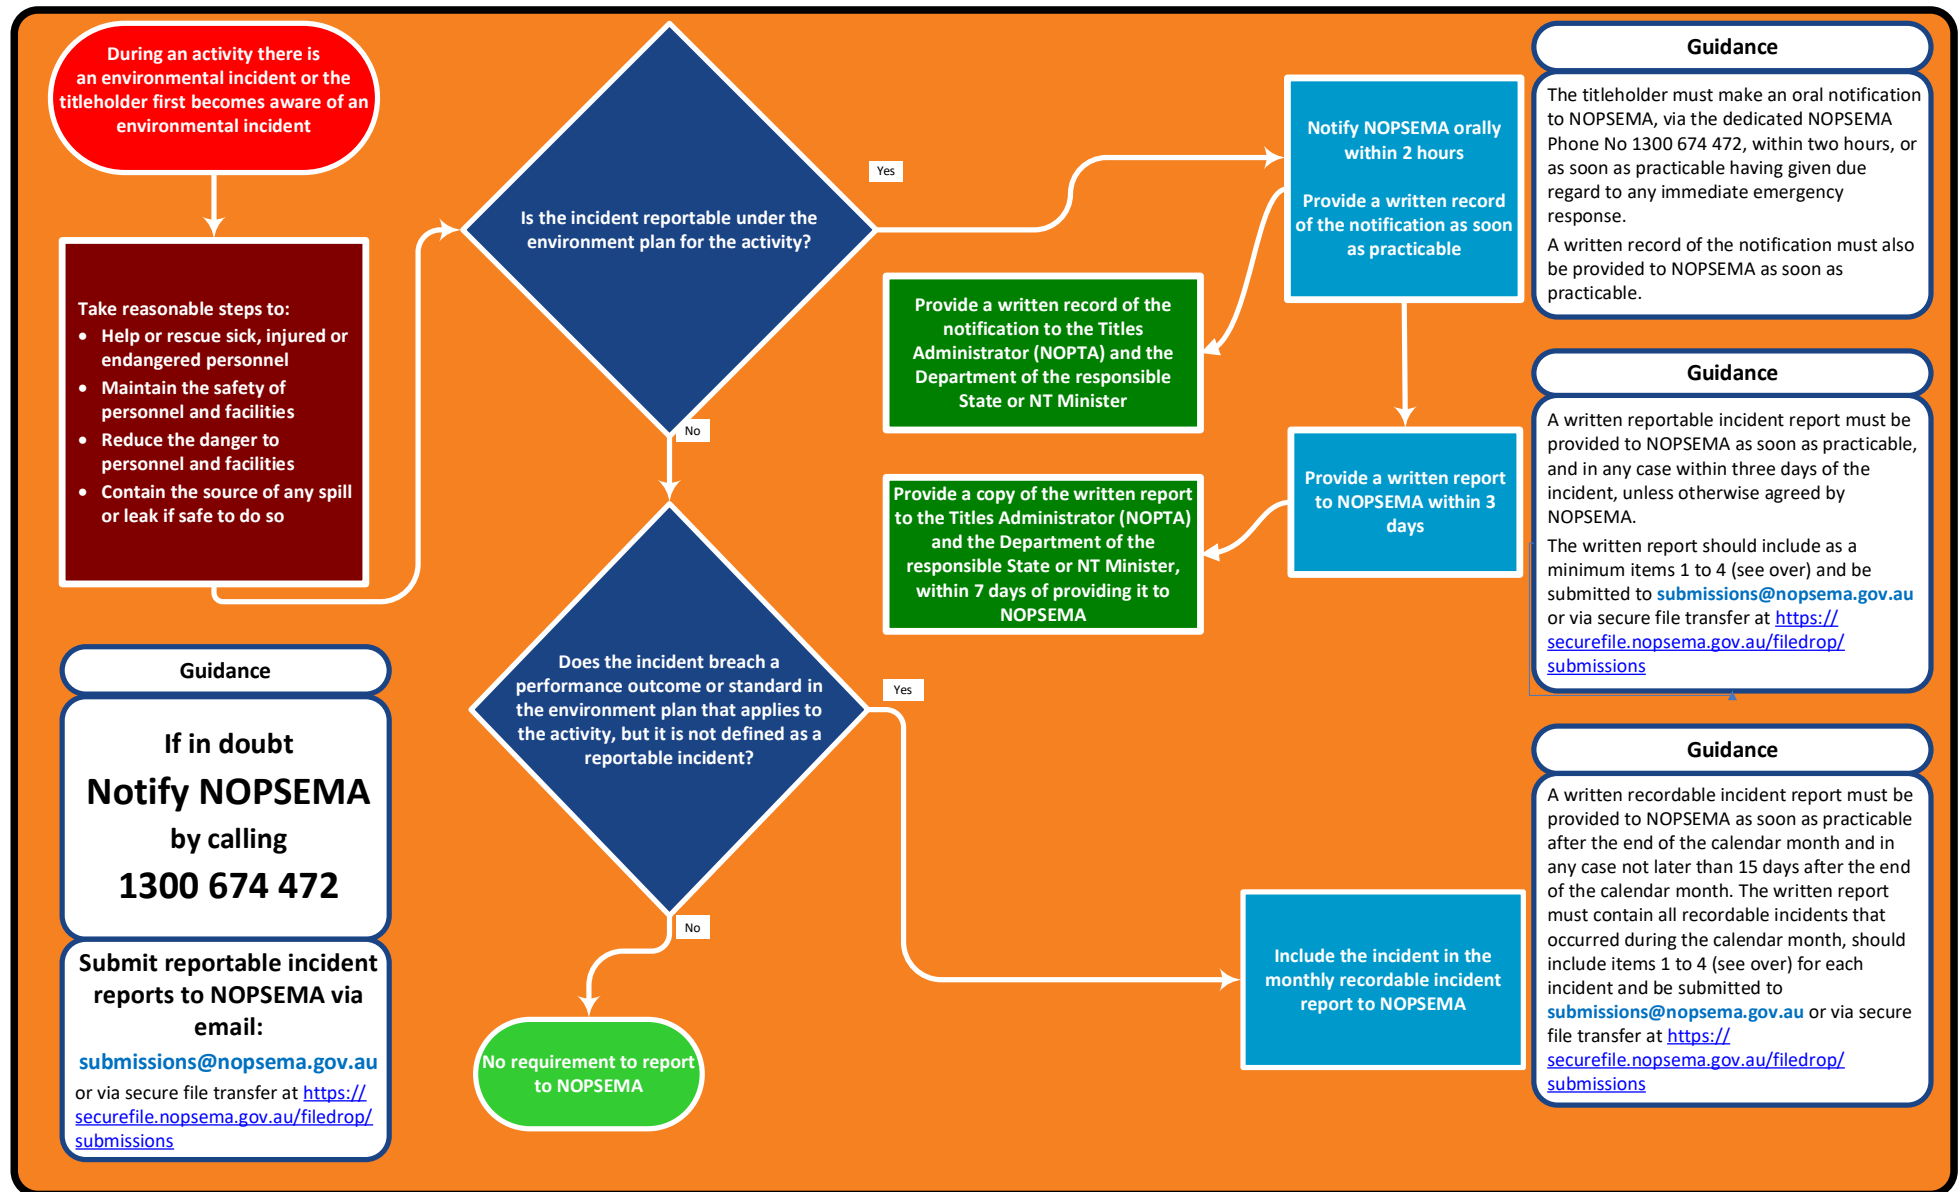 During an activity there is
an environmental incident or the
titleholder first becomes aware of an
environmental incident
Take reasonable steps to:
• Help or rescue sick, injured or
endangered personnel
• Maintain the safety of
personnel and facilities
• Reduce the danger to
personnel and facilities
• Contain the source of any spill
or leak if safe to do so
Is the incident reportable under the
environment plan for the activity?
Yes
No
Notify NOPSEMA orally
within 2 hours
Provide a written record
of the notification as soon
as practicable
Provide a written record of the
notification to the Titles
Administrator (NOPTA) and the
Department of the responsible
State or NT Minister
Provide a written report
to NOPSEMA within 3
days
Provide a copy of the written report
to the Titles Administrator (NOPTA)
and the Department of the
responsible State or NT Minister,
within 7 days of providing it to
NOPSEMA
Does the incident breach a
performance outcome or standard in
the environment plan that applies to
the activity, but it is not defined as a
reportable incident?
Yes
No
Include the incident in the
monthly recordable incident
report to NOPSEMA
No requirement to report
to NOPSEMA
Guidance
If in doubt
Notify NOPSEMA
by calling
1300 674 472
Submit reportable incident
reports to NOPSEMA via
email:
submissions@nopsema.gov.au
or via secure file transfer at https://
securefile.nopsema.gov.au/filedrop/
submissions
Guidance
The titleholder must make an oral notification
to NOPSEMA, via the dedicated NOPSEMA
Phone No 1300 674 472, within two hours, or
as soon as practicable having given due
regard to any immediate emergency
response.
A written record of the notification must also
be provided to NOPSEMA as soon as
practicable.
Guidance
A written reportable incident report must be
provided to NOPSEMA as soon as practicable,
and in any case within three days of the
incident, unless otherwise agreed by
NOPSEMA.
The written report should include as a
minimum items 1 to 4 (see over) and be
submitted to submissions@nopsema.gov.au
or via secure file transfer at https://
securefile.nopsema.gov.au/filedrop/
submissions
Guidance
A written recordable incident report must be
provided to NOPSEMA as soon as practicable
after the end of the calendar month and in
any case not later than 15 days after the end
of the calendar month. The written report
must contain all recordable incidents that
occurred during the calendar month, should
include items 1 to 4 (see over) for each
incident and be submitted to
submissions@nopsema.gov.au or via secure
file transfer at https://
securefile.nopsema.gov.au/filedrop/
submissions